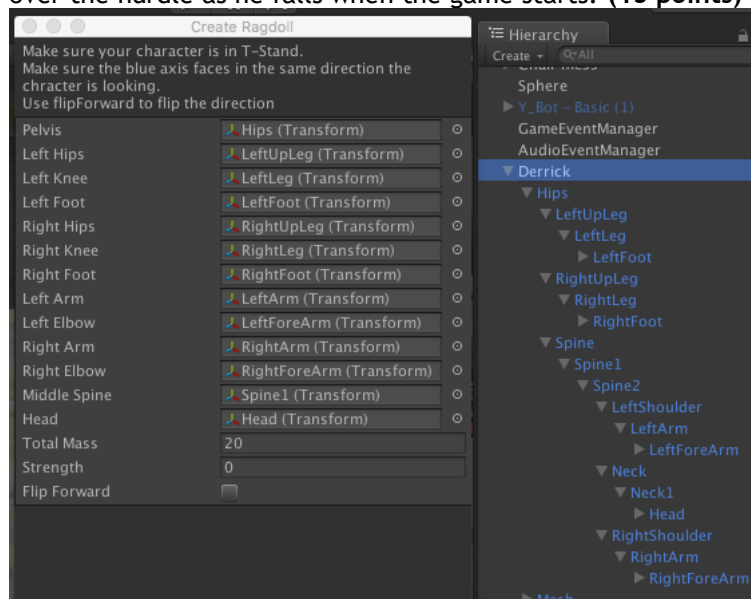 over the hurdle as he falls when the game starts. (15 points)
Create Ragdoll
Make sure your character is in T-Stand.
Make sure the blue axis faces in the same direction the
chracter is looking.
Use flipForward to flip the direction
Pelvis Hips (Transform)
Left Hips LeftUpLeg (Transform)
Left Knee LeftLeg (Transform)
Left Foot LeftFoot (Transform)
Right Hips RightUpLeg (Transform)
Right Knee RightLeg (Transform)
Right Foot RightFoot (Transform)
Left Arm LeftArm (Transform)
Left Elbow LeftForeArm (Transform)
Right Arm RightArm (Transform)
Right Elbow RightForeArm (Transform)
Middle Spine Spine1 (Transform)
Head Head (Transform)
Total Mass 20
Strength 0
Flip Forward
Hierarchy
Create All
Sphere
Y_Bot - Basic (1)
GameEventManager
AudioEventManager
Derrick
Hips
LeftUpLeg
LeftLeg
LeftFoot
RightUpLeg
RightLeg
RightFoot
Spine
Spine1
Spine2
LeftShoulder
LeftArm
LeftForeArm
Neck
Neck1
Head
RightShoulder
RightArm
RightForeArm